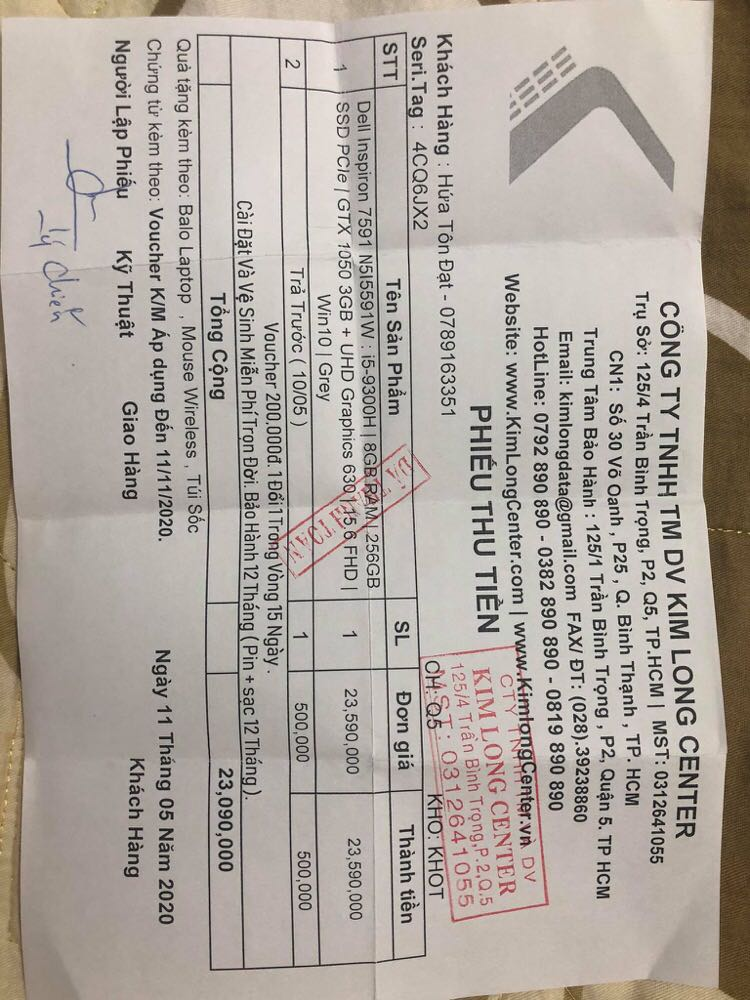 CÔNG TY TNHH TM DV KIM LONG CENTER
Trụ Sở: 125/4 Trần Bình Trọng, P2, Q5, TP.HCM | MST: 0312641055
CN1: Số 30 Võ Oanh , P25 , Q. Bình Thạnh , TP. HCM
Trung Tâm Bảo Hành : 125/1 Trần Bình Trọng , P2, Quận 5. TP HCM
Email: kimlongdata@gmail.com FAX/ ĐT: (028).39238860
HotLine: 0792 890 890 - 0382 890 890 - 0819 890 890
Website: www.KimLongCenter.com | www.KimlongCenter.vn
CTY TNHH DV
KIM LONG CENTER
125/4 Trần Bình Trọng,P.2,Q.5
M.S.T: 0312641055
PHIẾU THU TIỀN
CH: Q5 KHO: KHOT
Khách Hàng : Hứa Tôn Đạt - 0789163351
Seri.Tag : 4CQ6JX2
STT Tên Sản Phẩm SL Đơn giá Thành tiền
1 Dell Inspiron 7591 N5I5591W : i5-9300H | 8GB RAM | 256GB SSD PCIe | GTX 1050 3GB + UHD Graphics 630 | 15.6 FHD | Win10 | Grey 1 23,590,000 23,590,000
2 Trả Trước ( 10/05 ) 1 500,000 500,000
Voucher 200,000đ. 1 Đổi 1 Trong Vòng 15 Ngày .
Cài Đặt Và Vệ Sinh Miễn Phí Trọn Đời. Bảo Hành 12 Tháng ( Pin + sạc 12 Tháng ).
Tổng Cộng 23,090,000
Quà tặng kèm theo: Balo Laptop , Mouse Wireless , Túi Sốc
Chứng từ kèm theo: Voucher K/M Áp dụng Đến 11/11/2020.
Ngày 11 Tháng 05 Năm 2020
Người Lập Phiếu Kỹ Thuật Giao Hàng Khách Hàng